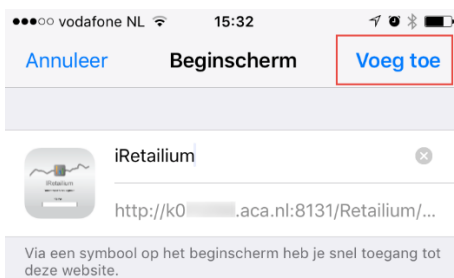 vodafone NL 15:32
Annuleer Beginscherm Voeg toe
iRetailium
Retailium
http://k0 .aca.nl:8131/Retailium/...
Via een symbool op het beginscherm heb je snel toegang tot
deze website.